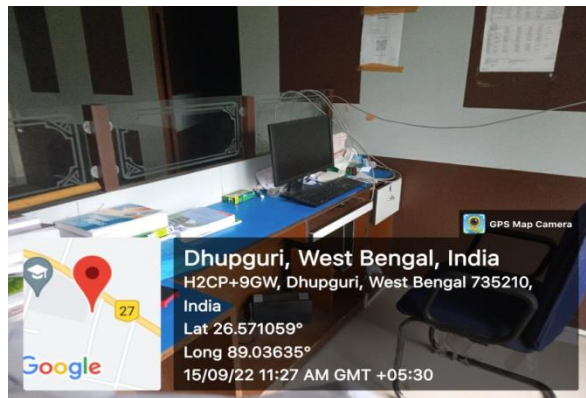 GPS Map Camera
Dhupguri, West Bengal, India
H2CP+9GW, Dhupguri, West Bengal 735210,
India
Lat 26.571059°
Long 89.03635°
15/09/22 11:27 AM GMT +05:30
27
Google